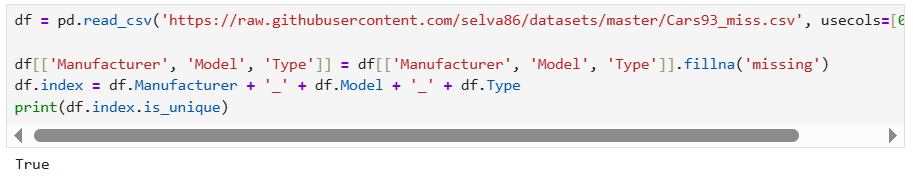 df = pd.read_csv('https://raw.githubusercontent.com/selva86/datasets/master/Cars93_miss.csv', usecols=[0
df[['Manufacturer', 'Model', 'Type']] = df[['Manufacturer', 'Model', 'Type']].fillna('missing')
df.index = df.Manufacturer + '_' + df.Model + '_' + df.Type
print(df.index.is_unique)
True